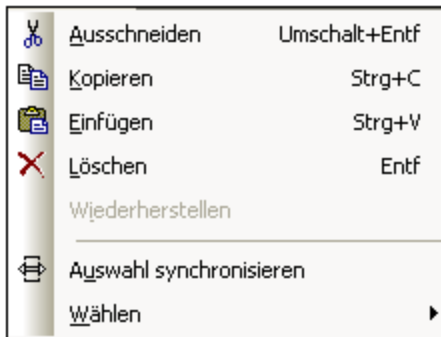 Ausschneiden Umschalt+Entf
Kopieren Strg+C
Einfügen Strg+V
Löschen Entf
Wiederherstellen
Auswahl synchronisieren
Wählen